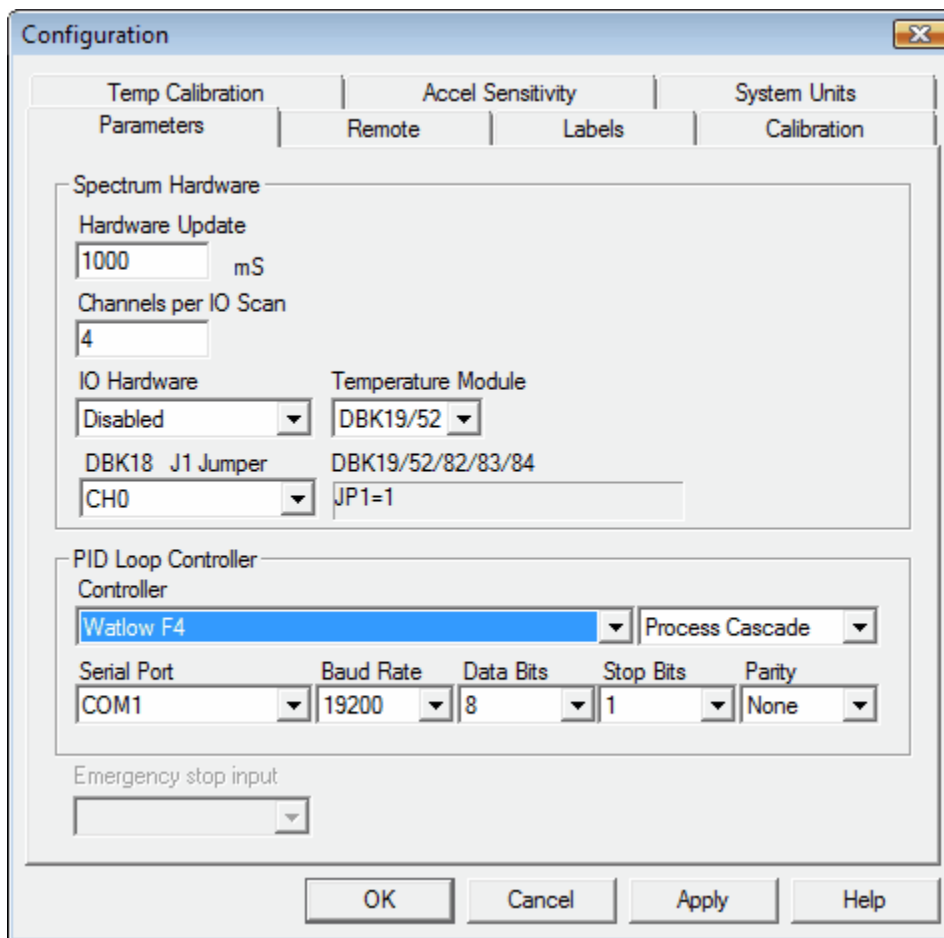 Configuration
Temp Calibration Accel Sensitivity System Units
Parameters Remote Labels Calibration
Spectrum Hardware
Hardware Update
1000 mS
Channels per IO Scan
4
IO Hardware Temperature Module
Disabled DBK19/52
DBK18 J1 Jumper DBK19/52/82/83/84
CH0 JP1=1
PID Loop Controller
Controller
Watlow F4 Process Cascade
Serial Port Baud Rate Data Bits Stop Bits Parity
COM1 19200 8 1 None
Emergency stop input
OK Cancel Apply Help